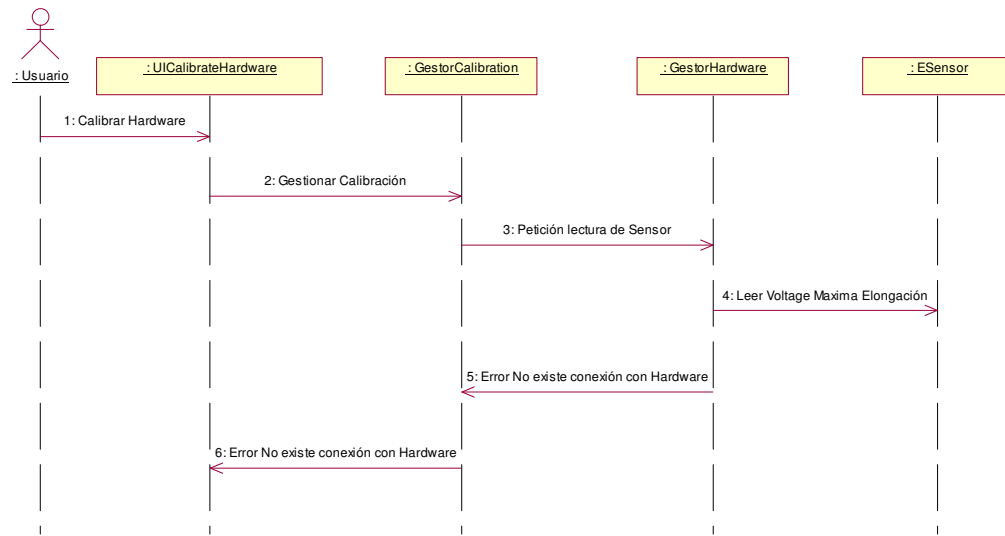 : Usuario
: UICalibrateHardware
: GestorCalibration
: GestorHardware
: ESensor
1: Calibrar Hardware
2: Gestionar Calibración
3: Petición lectura de Sensor
4: Leer Voltage Maxima Elongación
5: Error No existe conexión con Hardware
6: Error No existe conexión con Hardware